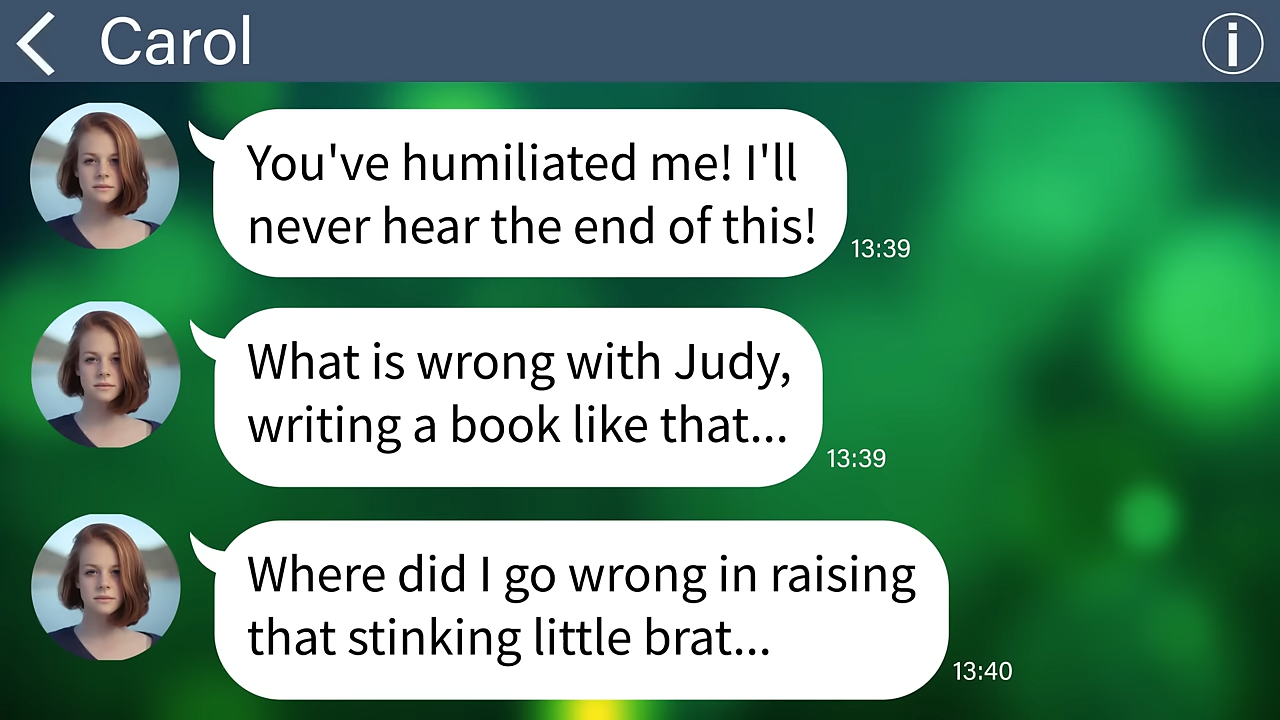 Carol
You've humiliated me! I'll
never hear the end of this!
13:39
What is wrong with Judy,
writing a book like that...
13:39
Where did I go wrong in raising
that stinking little brat...
13:40